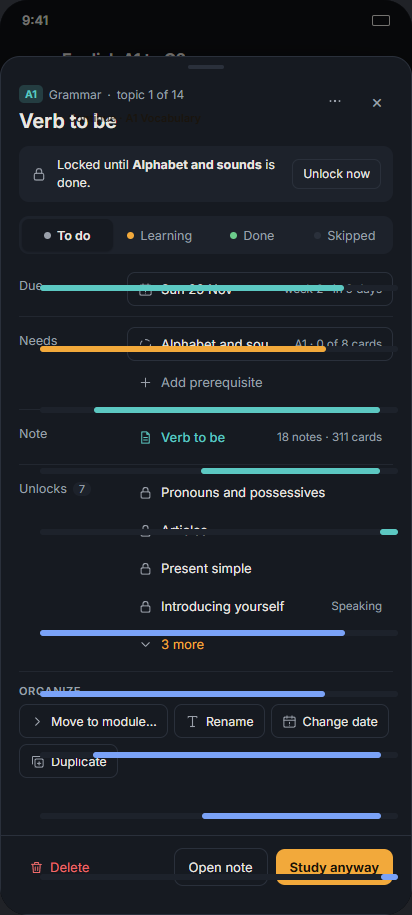 9:41
A1 Grammar · topic 1 of 14
Verb to be
Locked until Alphabet and sounds is done.
Unlock now
To do
Learning
Done
Skipped
Due
Needs
Alphabet and sou
A1 · 0 of 8 cards
Add prerequisite
Note
Verb to be
18 notes · 311 cards
Unlocks 7
Pronouns and possessives
Articles
Present simple
Introducing yourself
Speaking
3 more
ORGANIZE
Move to module...
Rename
Change date
Duplicate
Delete
Open note
Study anyway